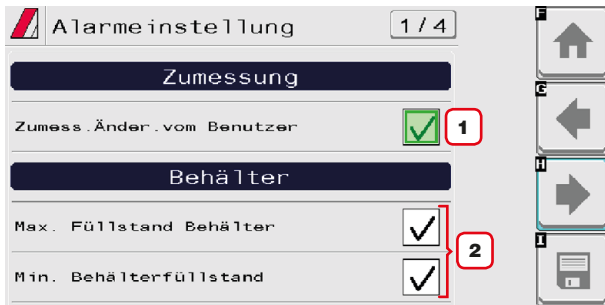 Alarmeinstellung 1/4
F
Zumessung
G
Zumess.Änder.vom Benutzer 1
Behälter
H
Max. Füllstand Behälter
2
I
Min. Behälterfüllstand